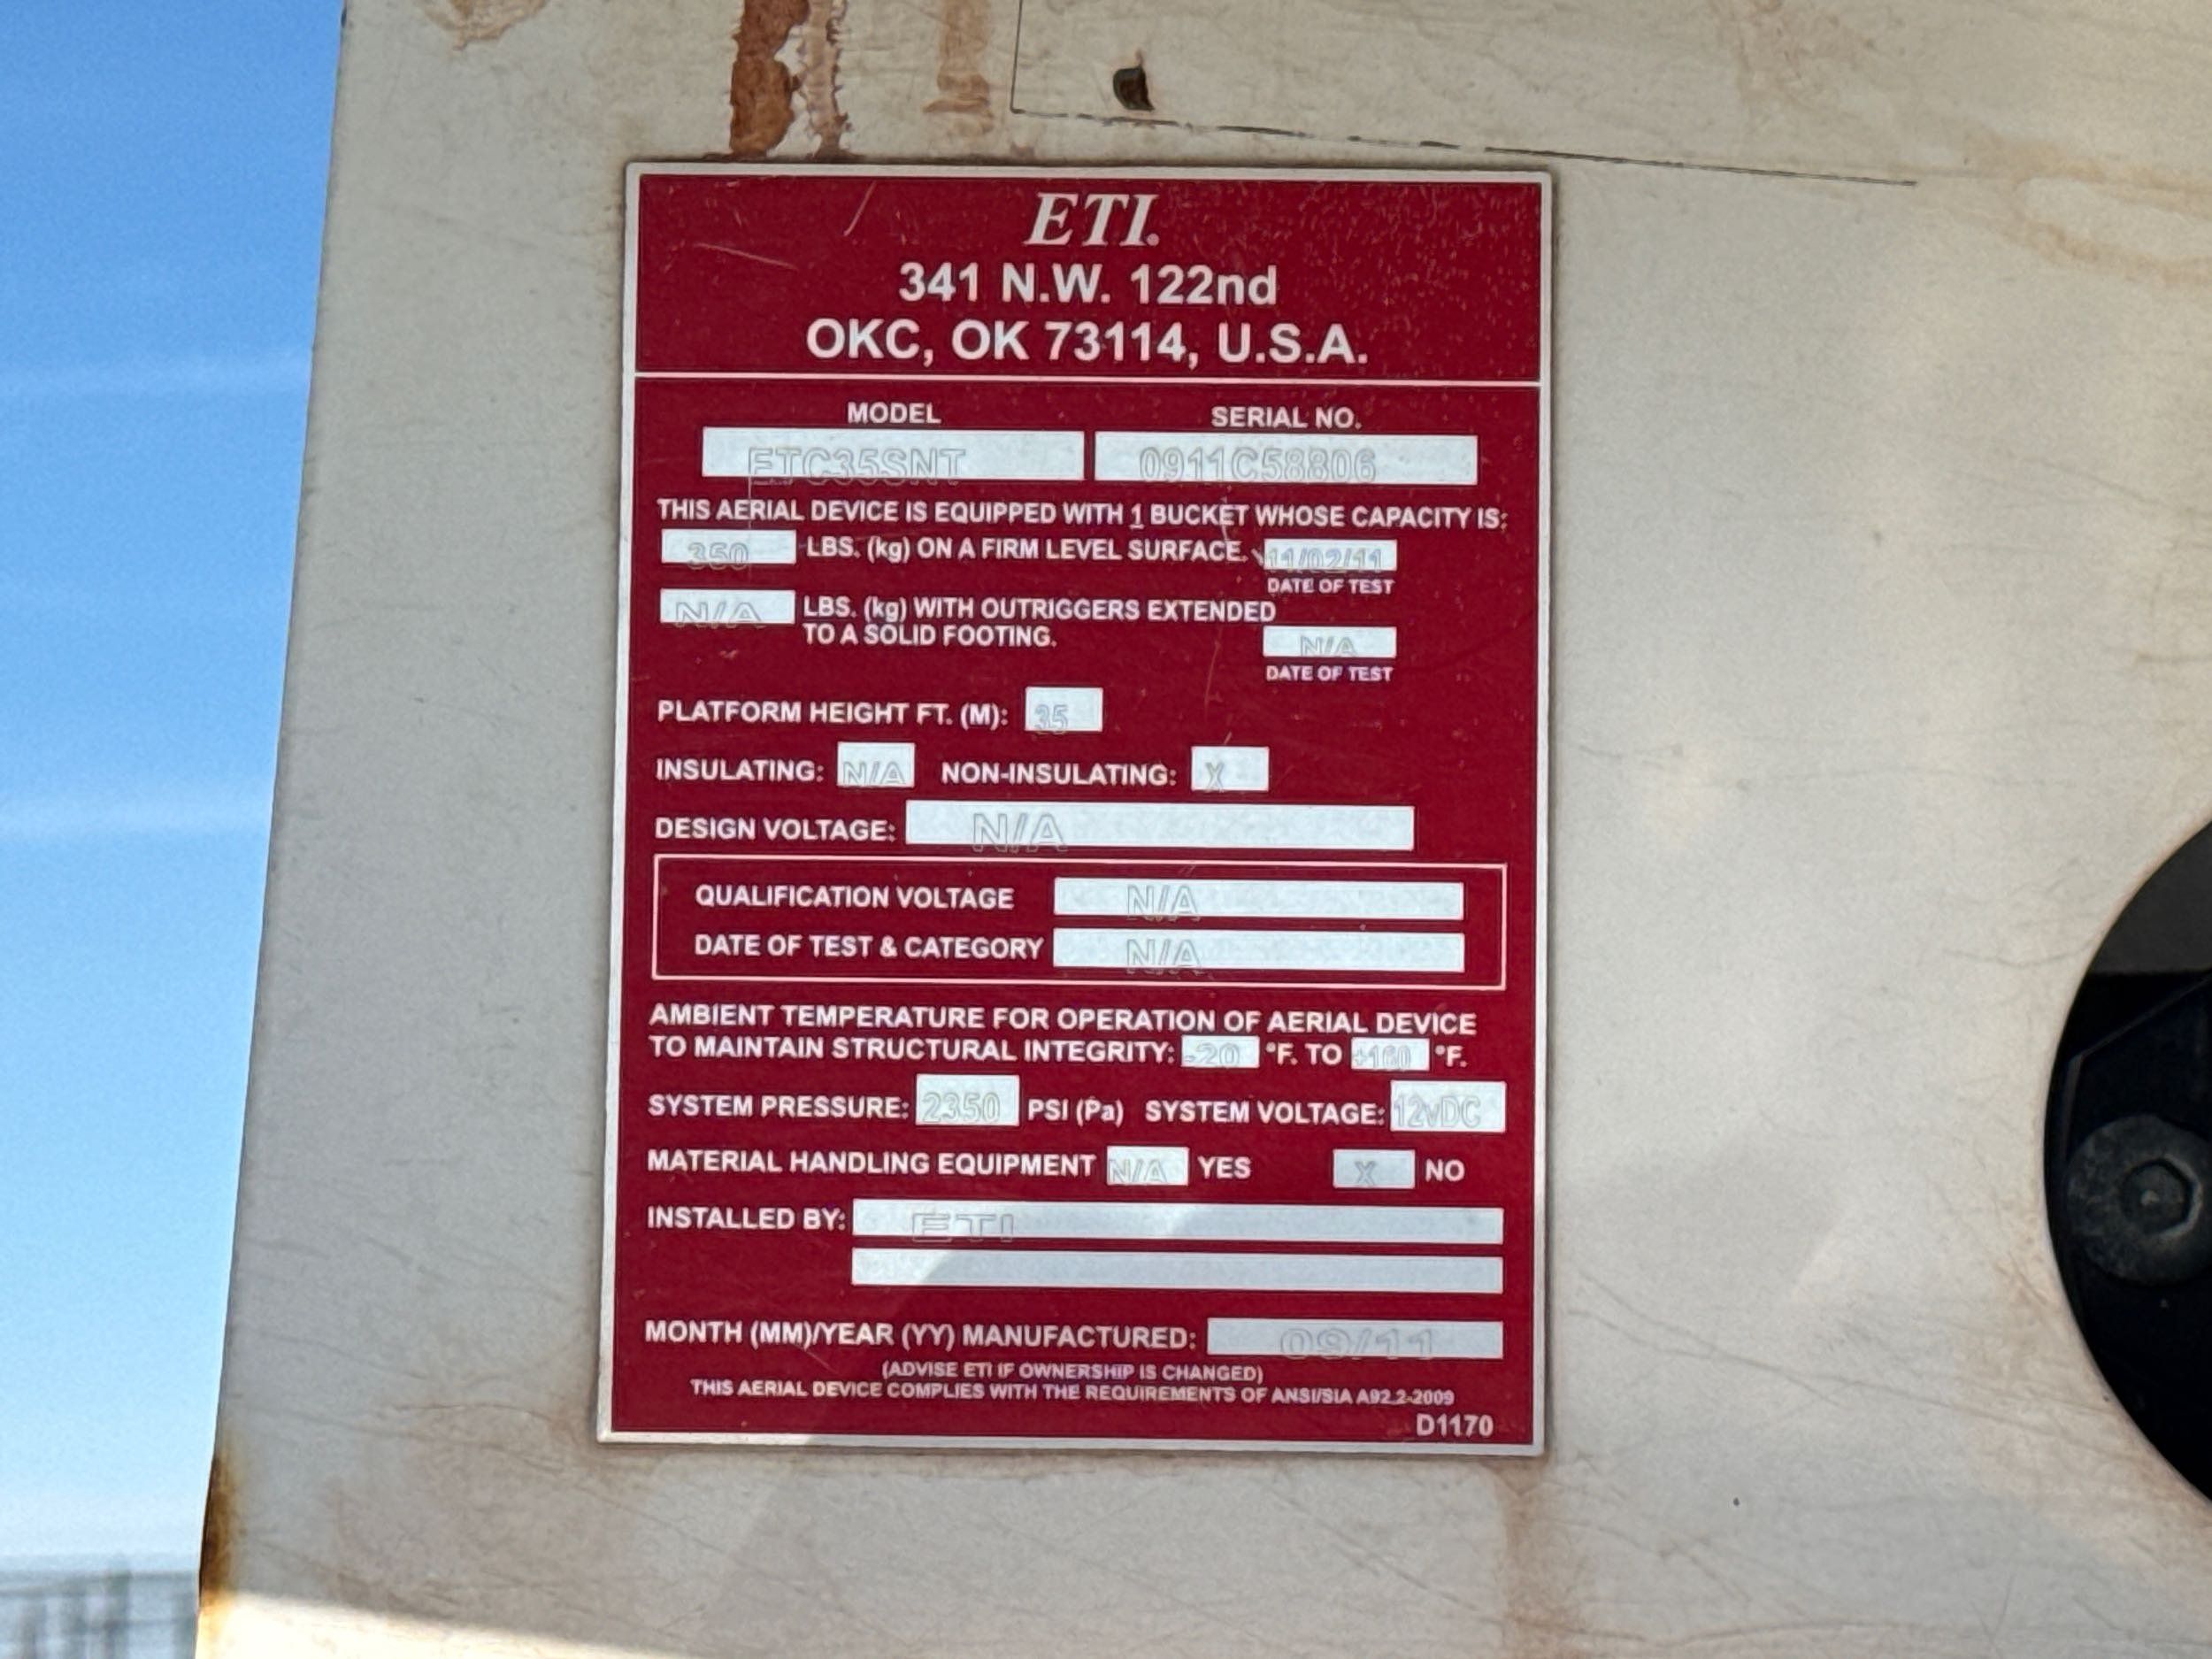 ETI.
341 N.W. 122nd
OKC, OK 73114, U.S.A.
MODEL SERIAL NO.
ETC35SNT 0911C58806
THIS AERIAL DEVICE IS EQUIPPED WITH 1 BUCKET WHOSE CAPACITY IS:
350 LBS. (kg) ON A FIRM LEVEL SURFACE. 11/02/11
DATE OF TEST
N/A LBS. (kg) WITH OUTRIGGERS EXTENDED
TO A SOLID FOOTING. N/A
DATE OF TEST
PLATFORM HEIGHT FT. (M): 35
INSULATING: N/A NON-INSULATING: X
DESIGN VOLTAGE: N/A
QUALIFICATION VOLTAGE N/A
DATE OF TEST & CATEGORY N/A
AMBIENT TEMPERATURE FOR OPERATION OF AERIAL DEVICE
TO MAINTAIN STRUCTURAL INTEGRITY: -20 °F. TO +160 °F.
SYSTEM PRESSURE: 2350 PSI (Pa) SYSTEM VOLTAGE: 12vDC
MATERIAL HANDLING EQUIPMENT N/A YES X NO
INSTALLED BY: ETI
MONTH (MM)/YEAR (YY) MANUFACTURED: 09/11
(ADVISE ETI IF OWNERSHIP IS CHANGED)
THIS AERIAL DEVICE COMPLIES WITH THE REQUIREMENTS OF ANSI/SIA A92.2-2009
D1170